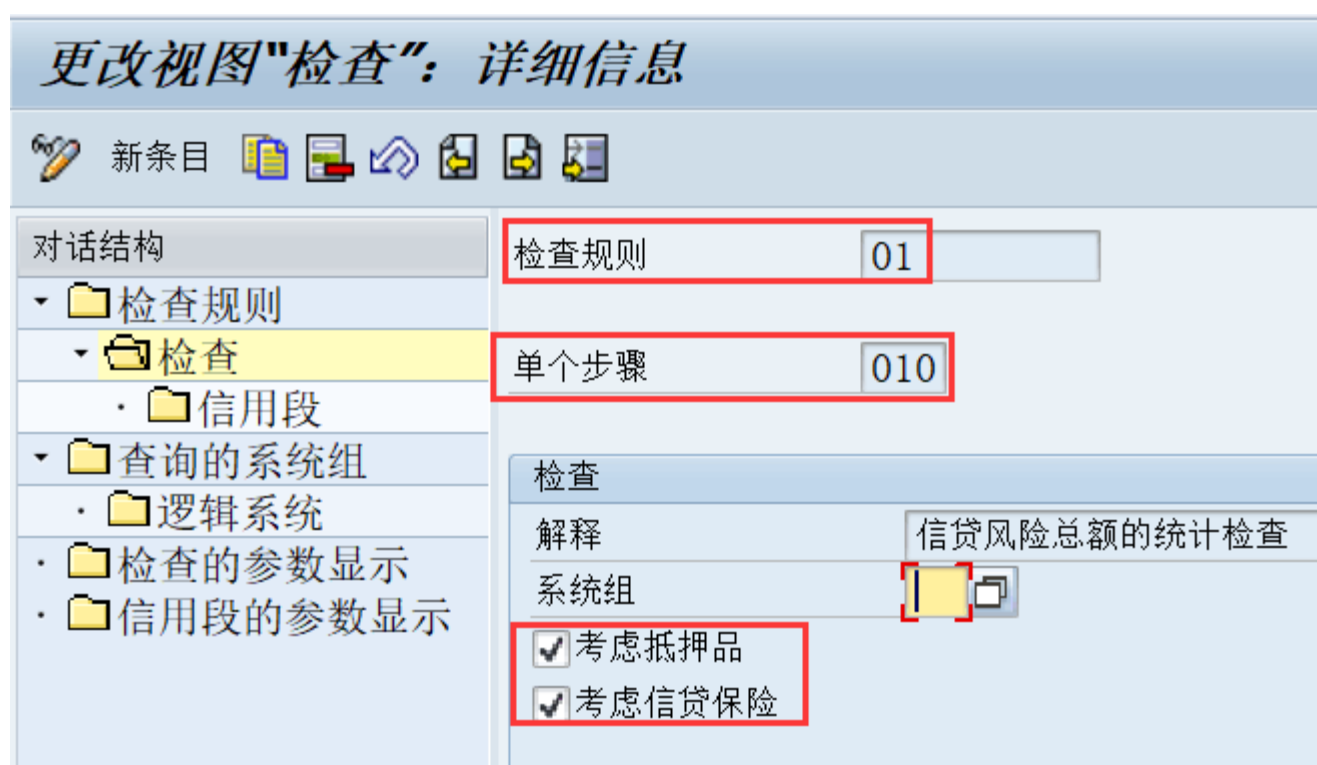 更改视图"检查"：详细信息
新条目
对话结构
检查规则
检查
信用段
查询的系统组
逻辑系统
检查的参数显示
信用段的参数显示
检查规则 01
单个步骤 010
检查
解释 信贷风险总额的统计检查
系统组
考虑抵押品
考虑信贷保险